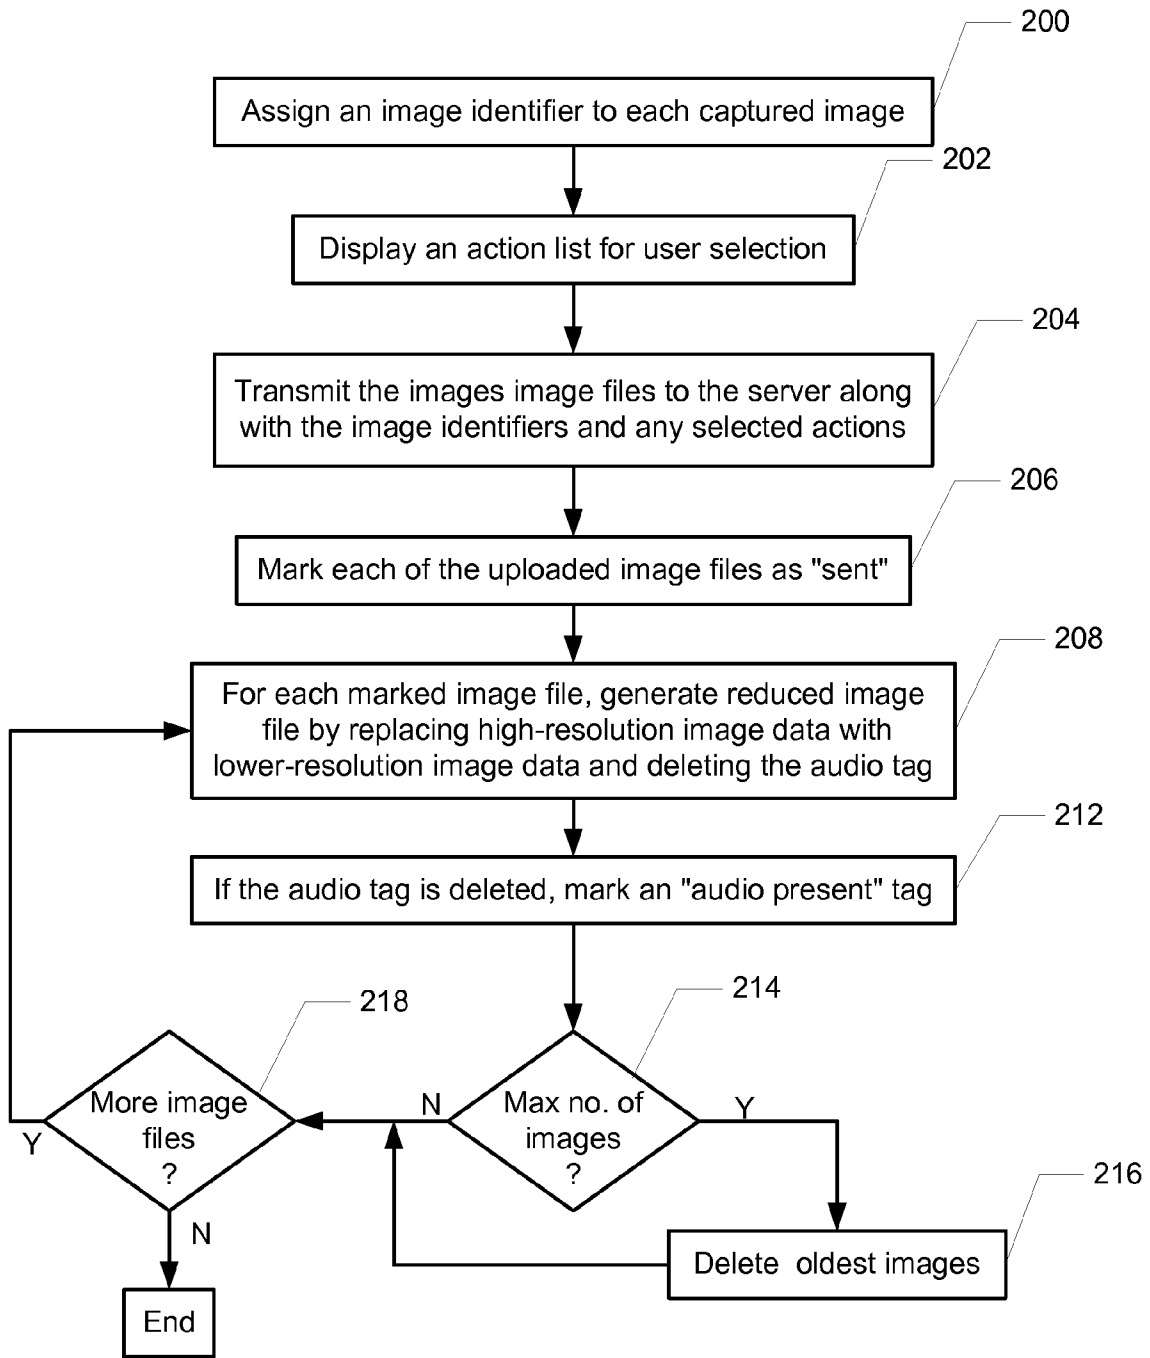 200
Assign an image identifier to each captured image
202
Display an action list for user selection
204
Transmit the images image files to the server along
with the image identifiers and any selected actions
206
Mark each of the uploaded image files as "sent"
208
For each marked image file, generate reduced image
file by replacing high-resolution image data with
lower-resolution image data and deleting the audio tag
212
If the audio tag is deleted, mark an "audio present" tag
218
214
More image
files
?
Y
N
N
Max no. of
images
?
Y
216
Delete oldest images
End